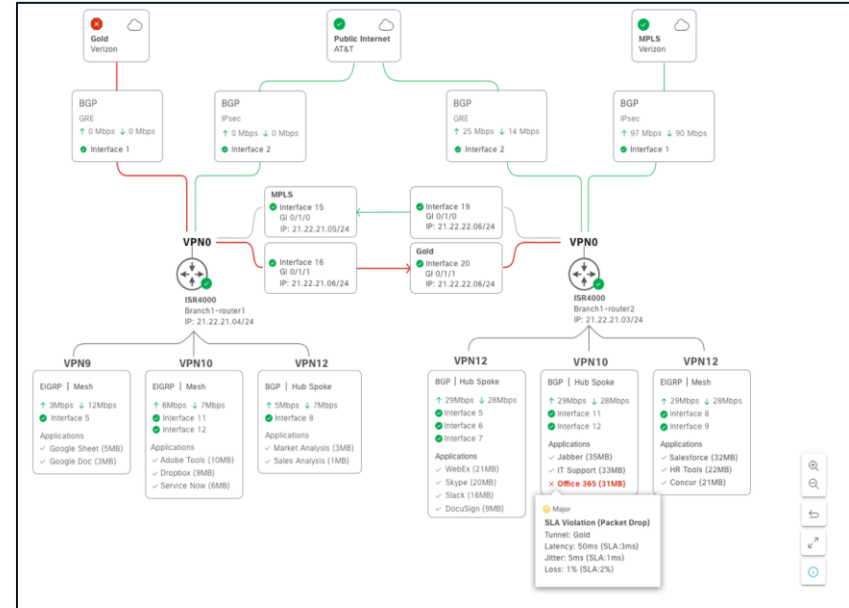 Gold
Verizon
Public Internet
AT&T
MPLS
Verizon
BGP
GRE
↑ 0 Mbps ↓ 0 Mbps
Interface 1
BGP
IPsec
↑ 0 Mbps ↓ 0 Mbps
Interface 2
BGP
GRE
↑ 25 Mbps ↓ 14 Mbps
Interface 2
BGP
IPsec
↑ 97 Mbps ↓ 90 Mbps
Interface 1
MPLS
Interface 15
GI 0/1/0
IP: 21.22.21.05/24
Interface 19
GI 0/1/0
IP: 21.22.22.06/24
Interface 16
GI 0/1/1
IP: 21.22.21.06/24
Gold
Interface 20
GI 0/1/1
IP: 21.22.22.06/24
VPN0
ISR4000
Branch1-router1
IP: 21.22.21.04/24
VPN0
ISR4000
Branch1-router2
IP: 21.22.21.03/24
VPN9
EIGRP | Mesh
↑ 3Mbps ↓ 12Mbps
Interface 5
Applications
Google Sheet (5MB)
Google Doc (3MB)
VPN10
EIGRP | Mesh
↑ 6Mbps ↓ 7Mbps
Interface 11
Interface 12
Applications
Adobe Tools (10MB)
Dropbox (9MB)
Service Now (6MB)
VPN12
BGP | Hub Spoke
↑ 5Mbps ↓ 7Mbps
Interface 8
Applications
Market Analysis (3MB)
Sales Analysis (1MB)
VPN12
BGP | Hub Spoke
↑ 29Mbps ↓ 28Mbps
Interface 5
Interface 6
Interface 7
Applications
WebEx (21MB)
Skype (20MB)
Slack (16MB)
DocuSign (9MB)
VPN10
BGP | Hub Spoke
↑ 29Mbps ↓ 28Mbps
Interface 11
Interface 12
Applications
Jabber (35MB)
IT Support (33MB)
Office 365 (31MB)
VPN12
EIGRP | Mesh
↑ 29Mbps ↓ 28Mbps
Interface 8
Interface 9
Applications
Salesforce (32MB)
HR Tools (22MB)
Concur (21MB)
Major
SLA Violation (Packet Drop)
Tunnel: Gold
Latency: 50ms (SLA:3ms)
Jitter: 5ms (SLA:1ms)
Loss: 1% (SLA:2%)